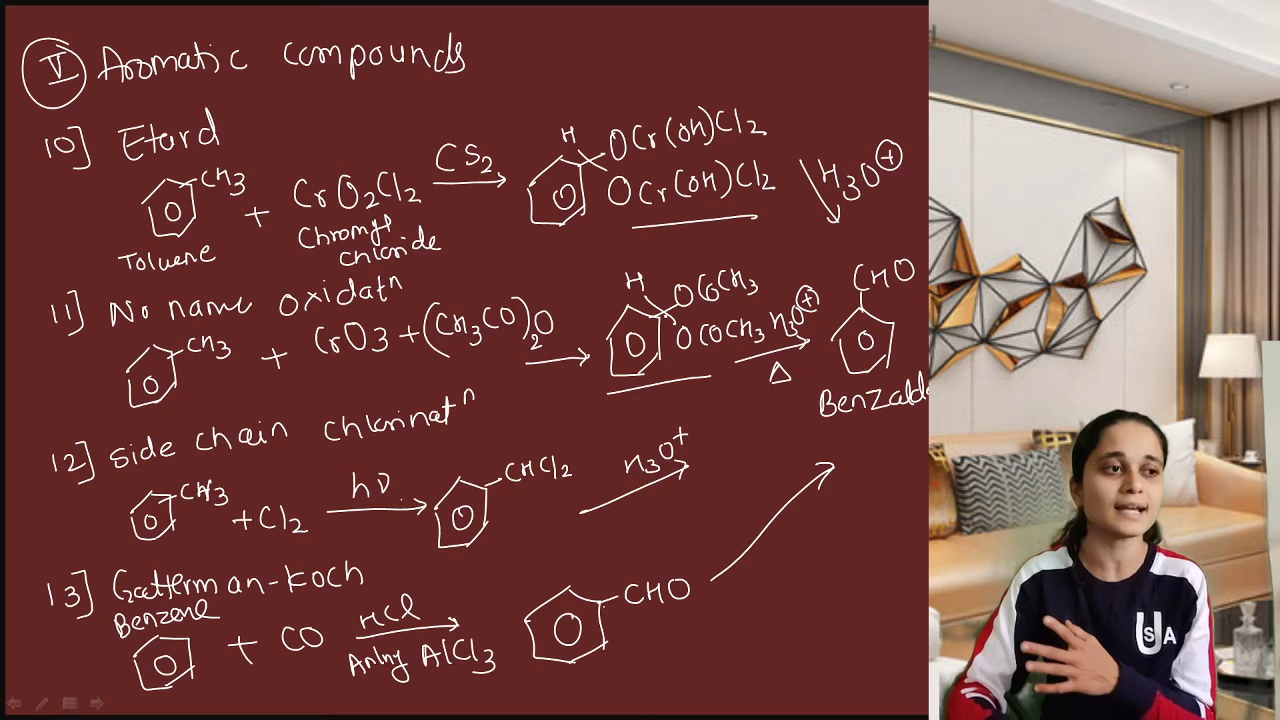 V Aromatic compounds
10] Etard
CH3 + CrO2Cl2 CS2 H OCr(OH)Cl2
OCr(OH)Cl2 H3O+
Toluene Chromyl chloride
11] No name oxidatn
CH3 + CrO3 + (CH3CO)2O H OCOCH3
OCOCH3 H3O+ Δ CHO
Benzald
12] Side chain chlorinatn
CH3 + Cl2 hν CHCl2 H3O+
13] Gatterman-Koch
Benzene
+ CO HCl CHO
Anhy AlCl3
U
S A